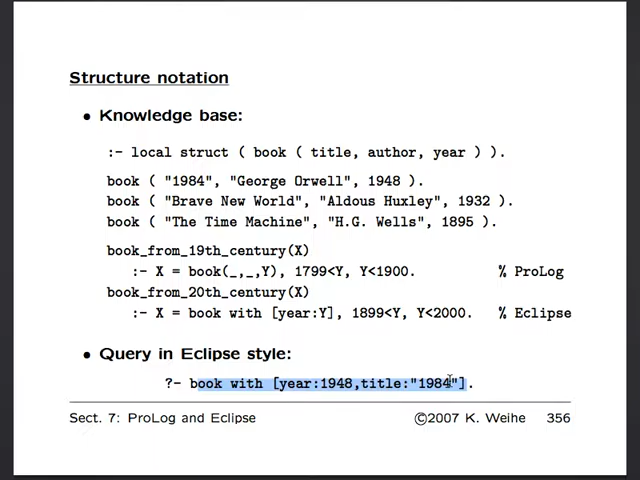 Structure notation
• Knowledge base:
:- local struct ( book ( title, author, year ) ).
book ( "1984", "George Orwell", 1948 ).
book ( "Brave New World", "Aldous Huxley", 1932 ).
book ( "The Time Machine", "H.G. Wells", 1895 ).
book_from_19th_century(X)
:- X = book(_,_,Y), 1799<Y, Y<1900. % ProLog
book_from_20th_century(X)
:- X = book with [year:Y], 1899<Y, Y<2000. % Eclipse
• Query in Eclipse style:
?- book with [year:1948,title:"1984"].
Sect. 7: ProLog and Eclipse ©2007 K. Weihe 356